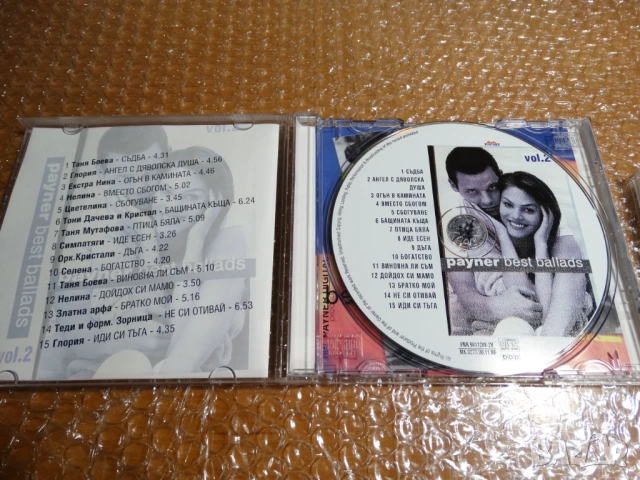 vol.2
payner best ballads
1 Таня Боева - СЪДБА - 4.31
2 Глория - АНГЕЛ С ДЯВОЛСКА ДУША - 4.56
3 Екстра Нина - ОГЪН В КАМИНАТА - 4.46
4 Нелина - ВМЕСТО СБОГОМ - 5.02
5 Цветелина - СБОГУВАНЕ - 3.45
6 Тони Дачева и Кристал - БАЩИНАТА КЪЩА - 6.24
7 Таня Мутафова - ПТИЦА БЯЛА - 5.09
8 Симпатяги - ИДЕ ЕСЕН - 3.26
9 Орк.Кристали - ДЪГА - 4.22
10 Селена - БОГАТСТВО - 4.20
11 Таня Боева - ВИНОВНА ЛИ СЪМ - 5.10
12 Нелина - ДОЙДОХ СИ МАМО - 3.50
13 Златна арфа - БРАТКО МОЙ - 5.16
14 Теди и форм. Зорница - НЕ СИ ОТИВАЙ - 6.53
15 Глория - ИДИ СИ ТЪГА - 4.35
vol.2
vol.2
1 СЪДБА
2 АНГЕЛ С ДЯВОЛСКА
ДУША
3 ОГЪН В КАМИНАТА
4 ВМЕСТО СБОГОМ
5 СБОГУВАНЕ
6 БАЩИНАТА КЪЩА
7 ПТИЦА БЯЛА
8 ИДЕ ЕСЕН
9 ДЪГА
10 БОГАТСТВО
11 ВИНОВНА ЛИ СЪМ
12 ДОЙДОХ СИ МАМО
13 БРАТКО МОЙ
14 НЕ СИ ОТИВАЙ
15 ИДИ СИ ТЪГА
payner best ballads
PAYNER DIGITAL